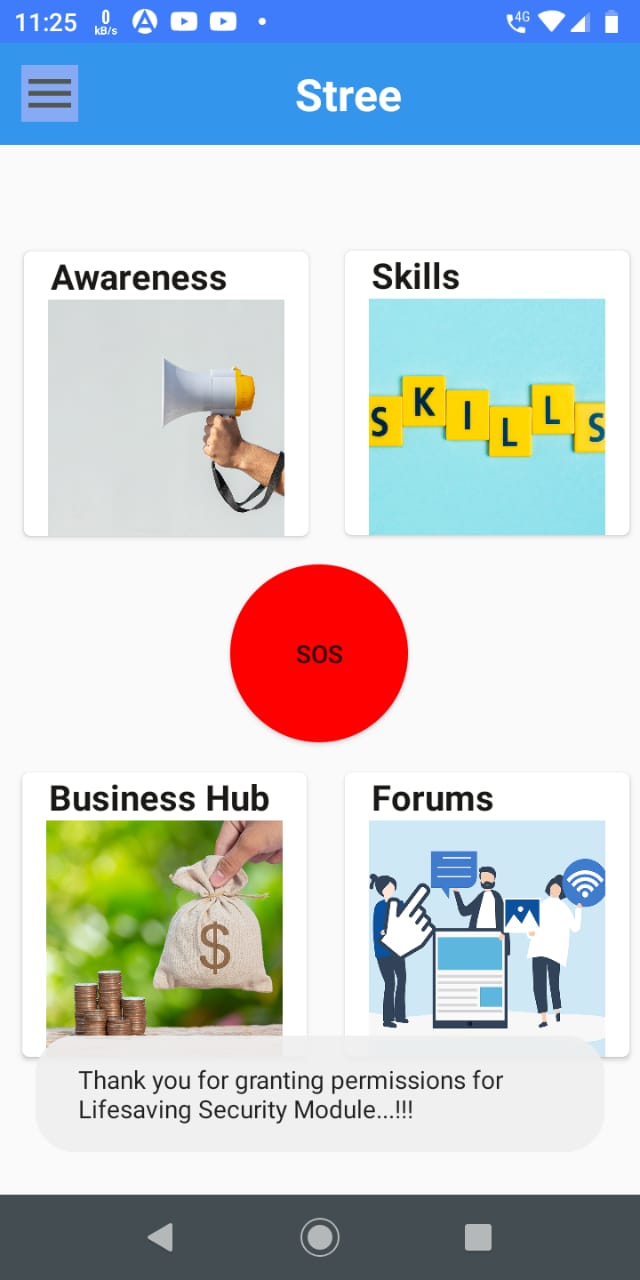 11:25
0
kB/s
4G
Stree
Awareness
Skills
SKILLS
SOS
Business Hub
Forums
$
Thank you for granting permissions for
Lifesaving Security Module...!!!